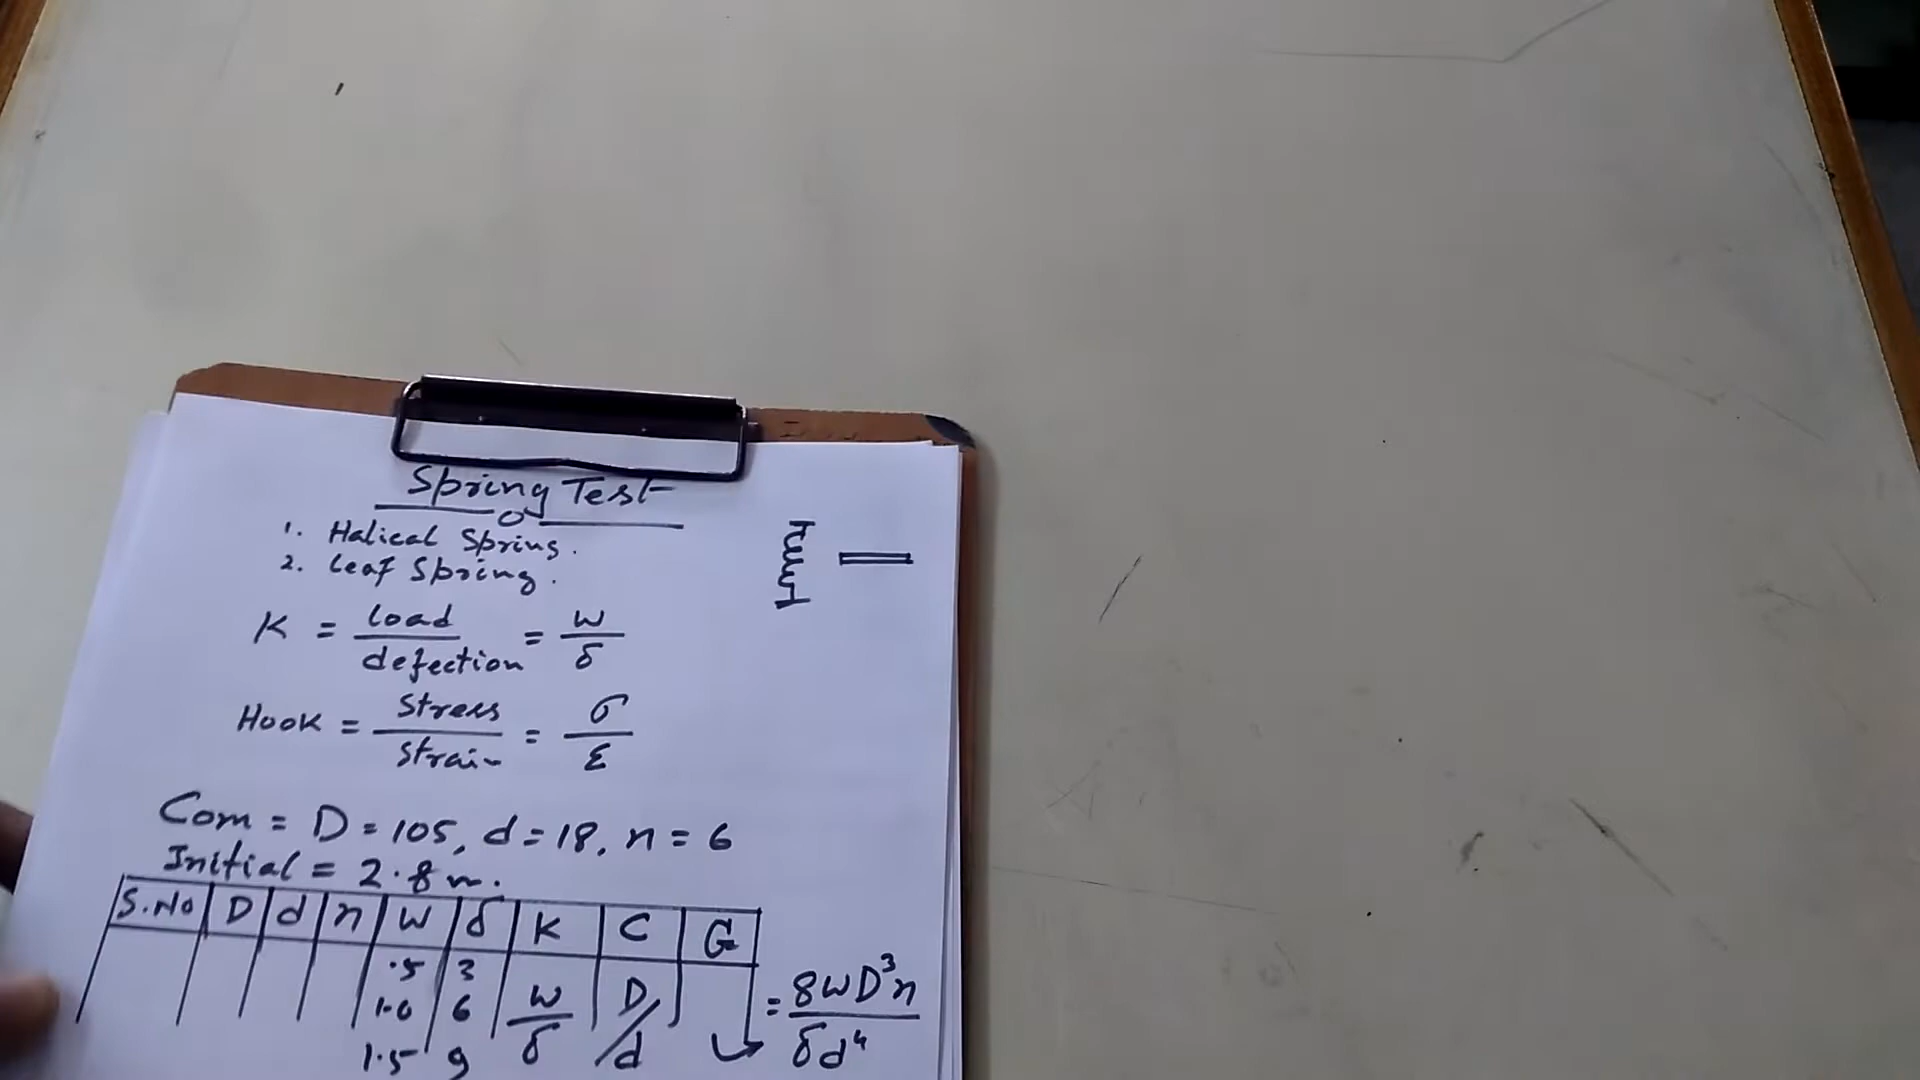 Spring Test
1. Halical Spring.
2. Leaf Spring.
K = load / defection = W / δ
Hook = Stress / Strain = σ / ε
Com = D = 105, d = 18, n = 6
Initial = 2.8 m.
S.No D d n W δ K C G
.5 3
1.0 6 W/δ D/d = 8WD³n / δd⁴
1.5 9